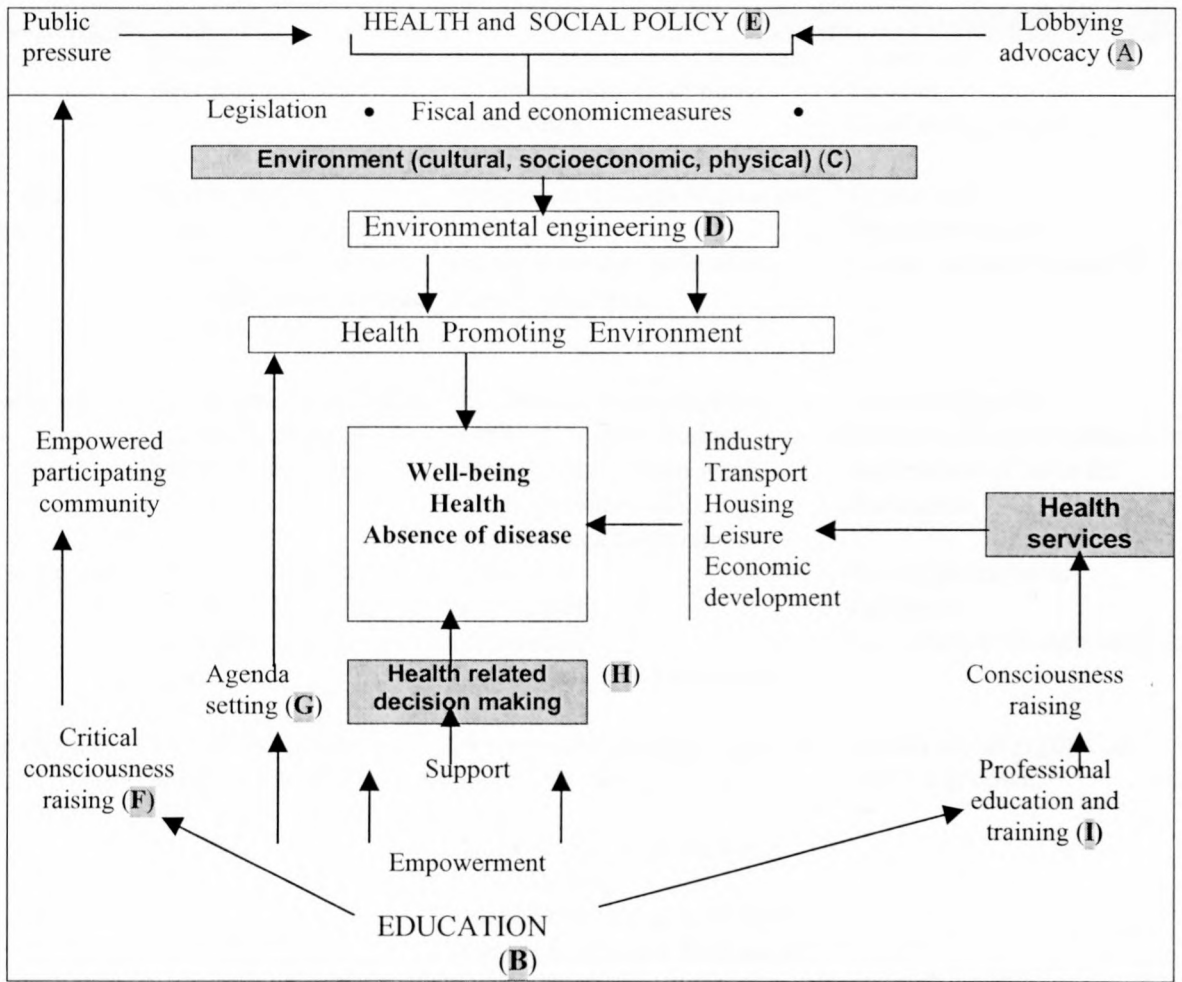 Public
pressure
HEALTH and SOCIAL POLICY (E)
Lobbying
advocacy (A)
Legislation • Fiscal and economicmeasures •
Environment (cultural, socioeconomic, physical) (C)
Environmental engineering (D)
Health Promoting Environment
Empowered
participating
community
Well-being
Health
Absence of disease
Industry
Transport
Housing
Leisure
Economic
development
Health
services
Agenda
setting (G)
Health related
decision making
(H)
Consciousness
raising
Critical
consciousness
raising (F)
Support
Professional
education and
training (I)
Empowerment
EDUCATION
(B)